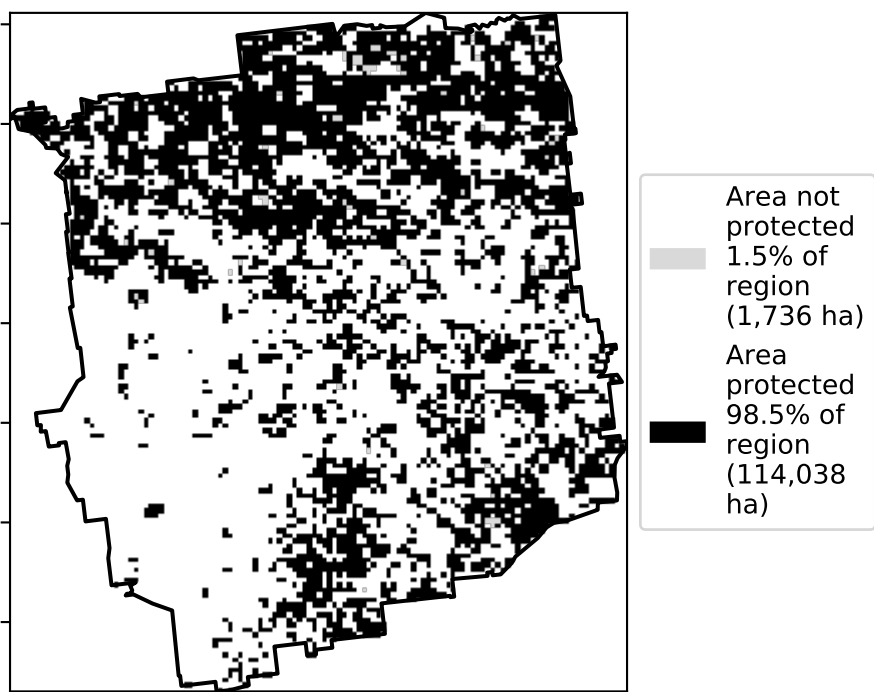 Area not
protected
1.5% of
region
(1,736 ha)
Area
protected
98.5% of
region
(114,038
ha)